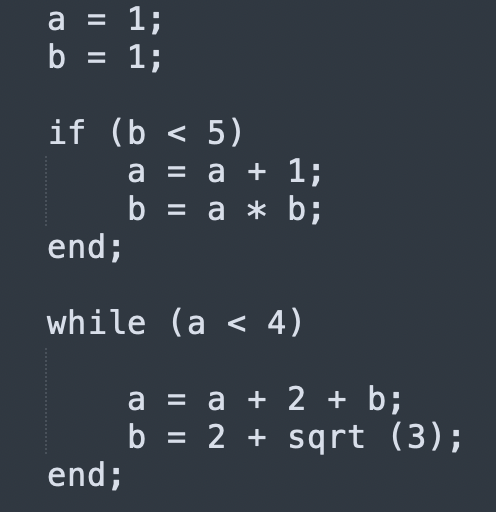 a = 1;
b = 1;
if (b < 5)
a = a + 1;
b = a * b;
end;
while (a < 4)
a = a + 2 + b;
b = 2 + sqrt (3);
end;